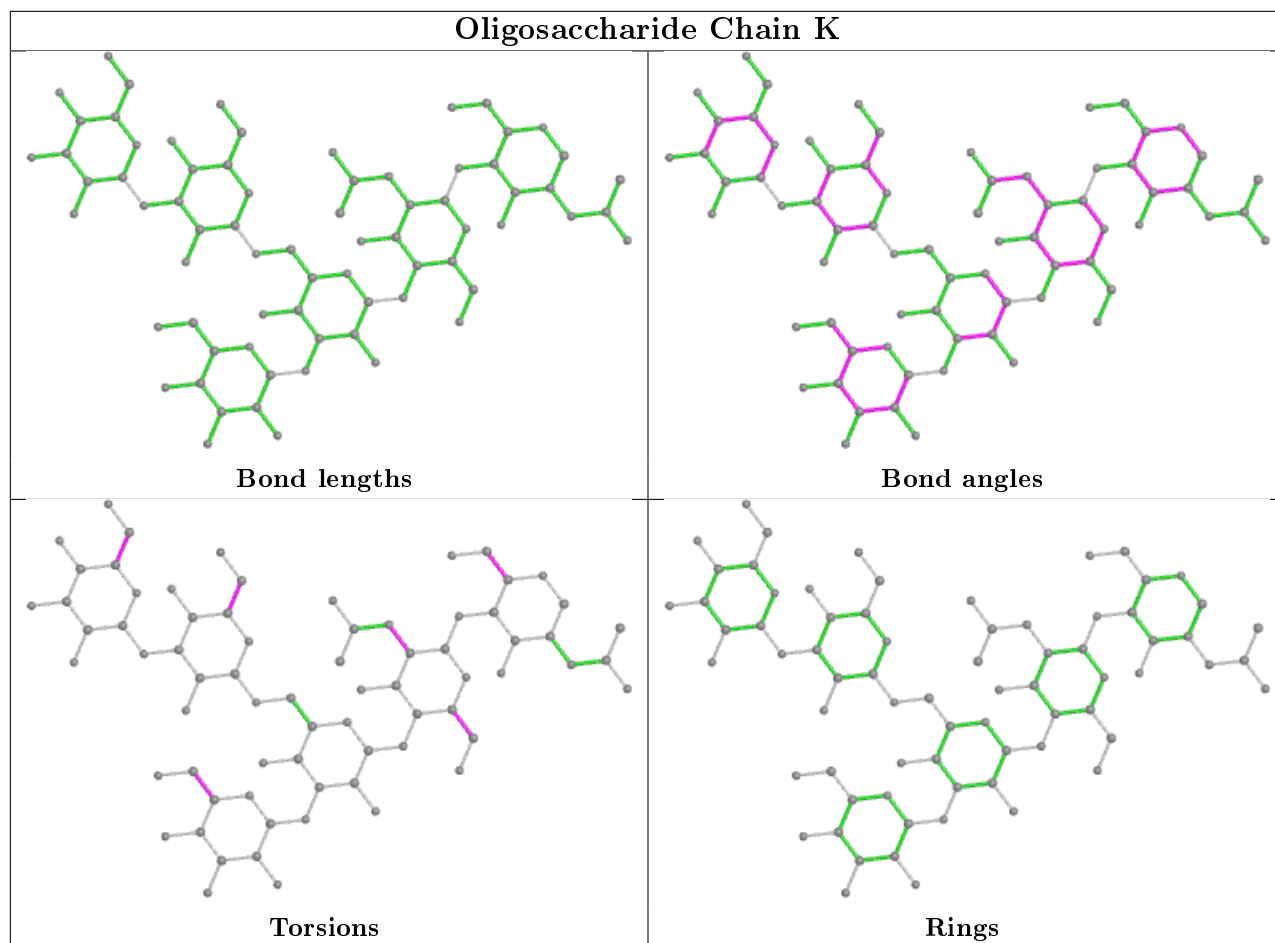 Oligosaccharide Chain K
Bond lengths
Bond angles
Torsions
Rings